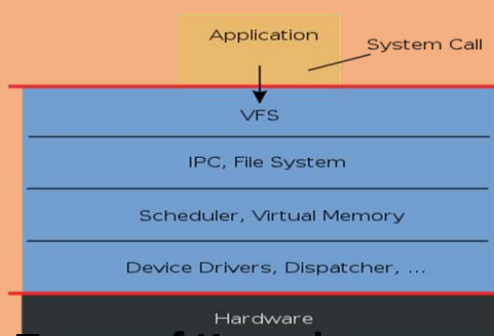 Application
System Call
VFS
IPC, File System
Scheduler, Virtual Memory
Device Drivers, Dispatcher, ...
Hardware